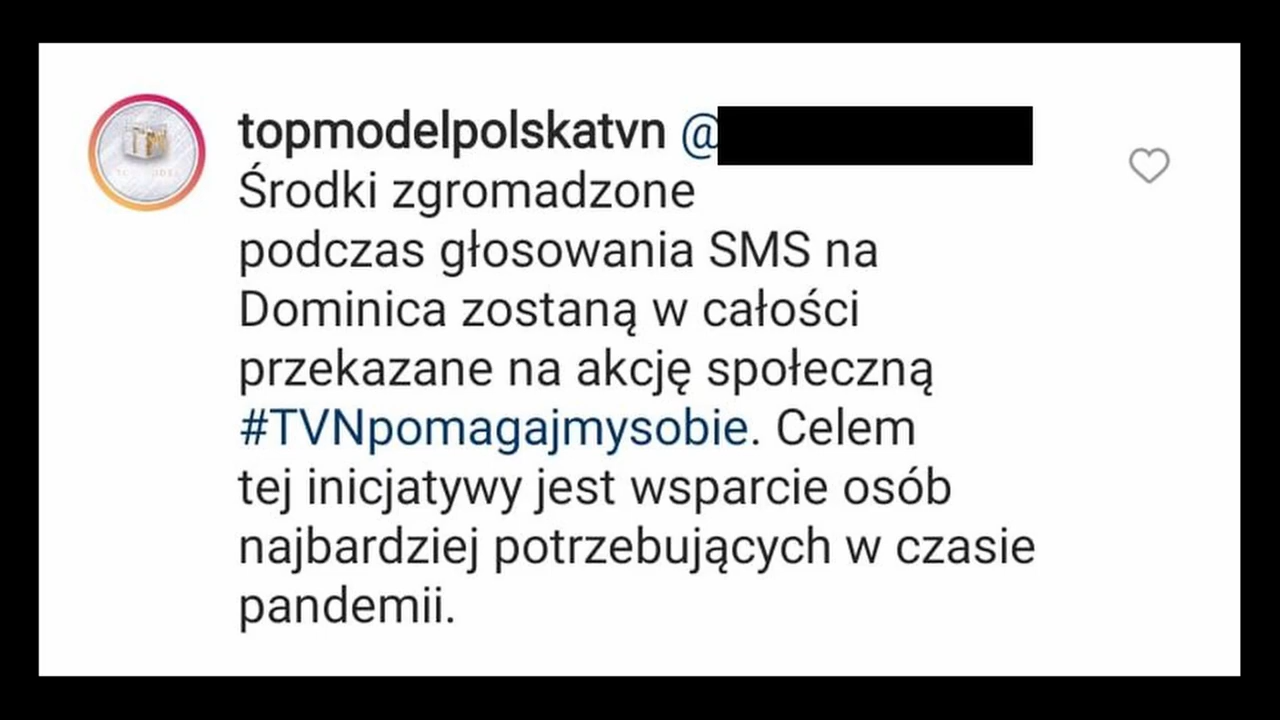 topmodelpolskatvn @
Środki zgromadzone
podczas głosowania SMS na
Dominica zostaną w całości
przekazane na akcję społeczną
#TVNpomagajmysobie. Celem
tej inicjatywy jest wsparcie osób
najbardziej potrzebujących w czasie
pandemii.